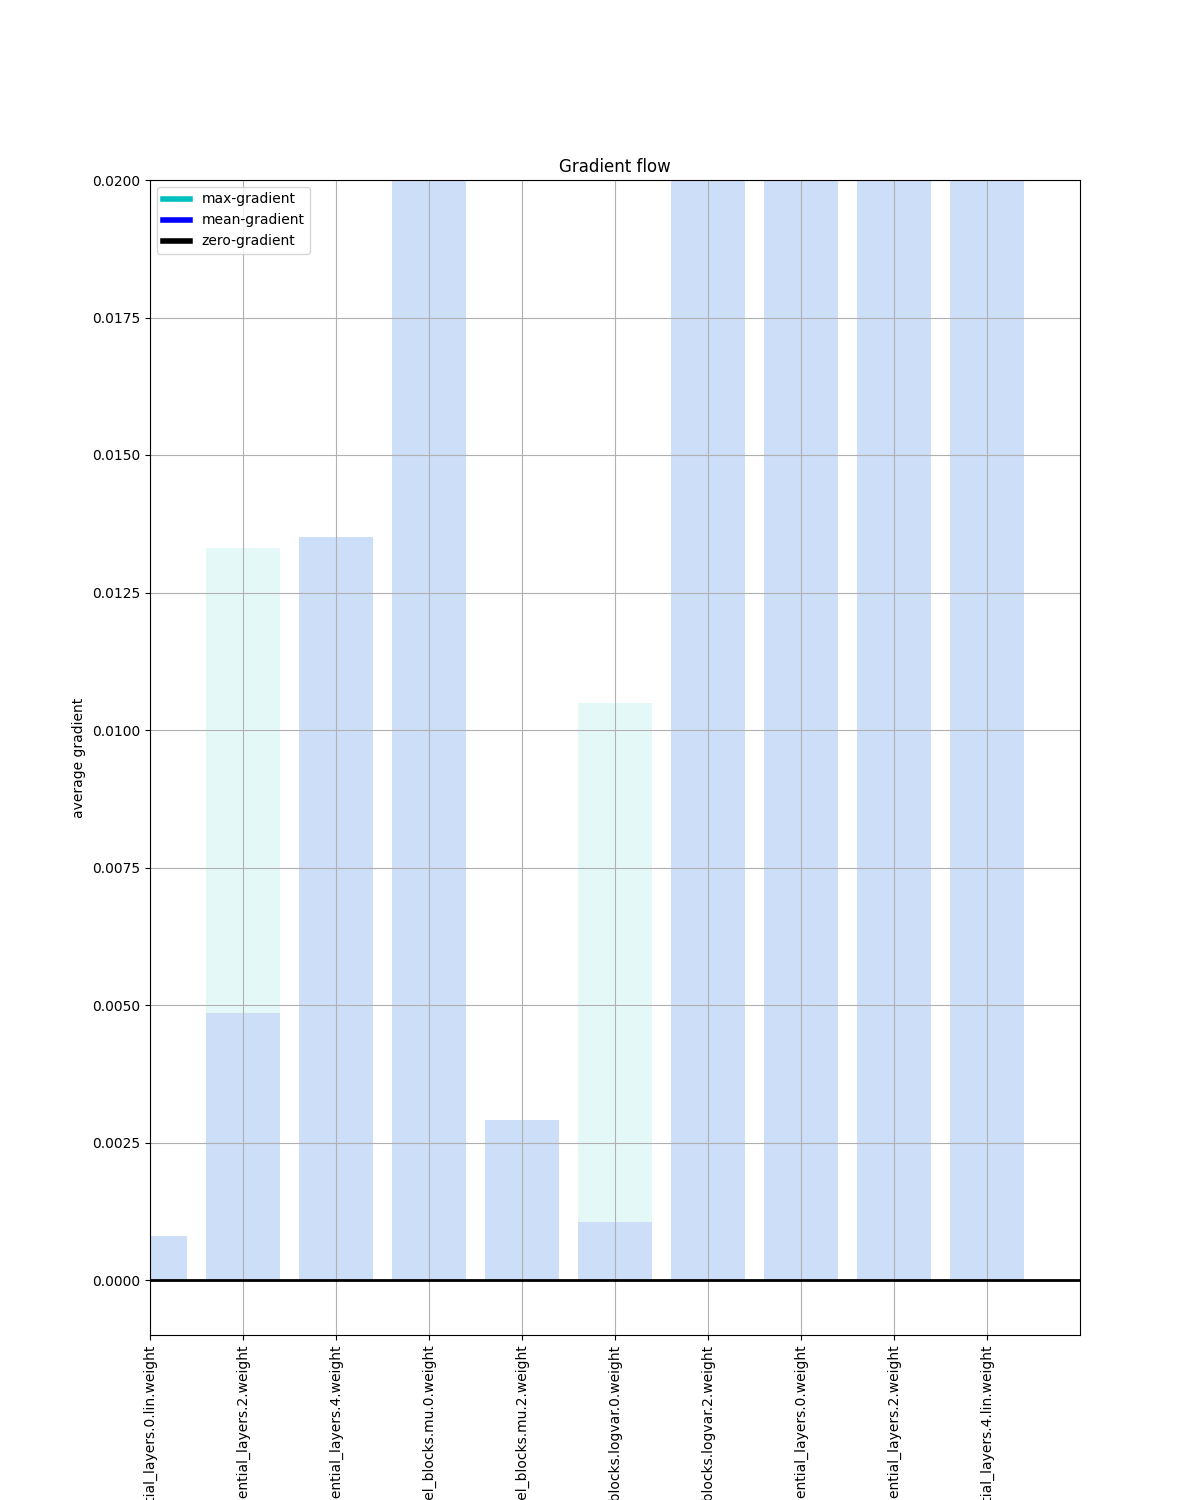 Gradient flow
max-gradient
mean-gradient
zero-gradient
0.0200
0.0175
0.0150
0.0125
0.0100
0.0075
0.0050
0.0025
0.0000
average gradient
tial_layers.0.lin.weight
ential_layers.2.weight
ential_layers.4.weight
el_blocks.mu.0.weight
el_blocks.mu.2.weight
blocks.logvar.0.weight
blocks.logvar.2.weight
ential_layers.0.weight
ential_layers.2.weight
tial_layers.4.lin.weight